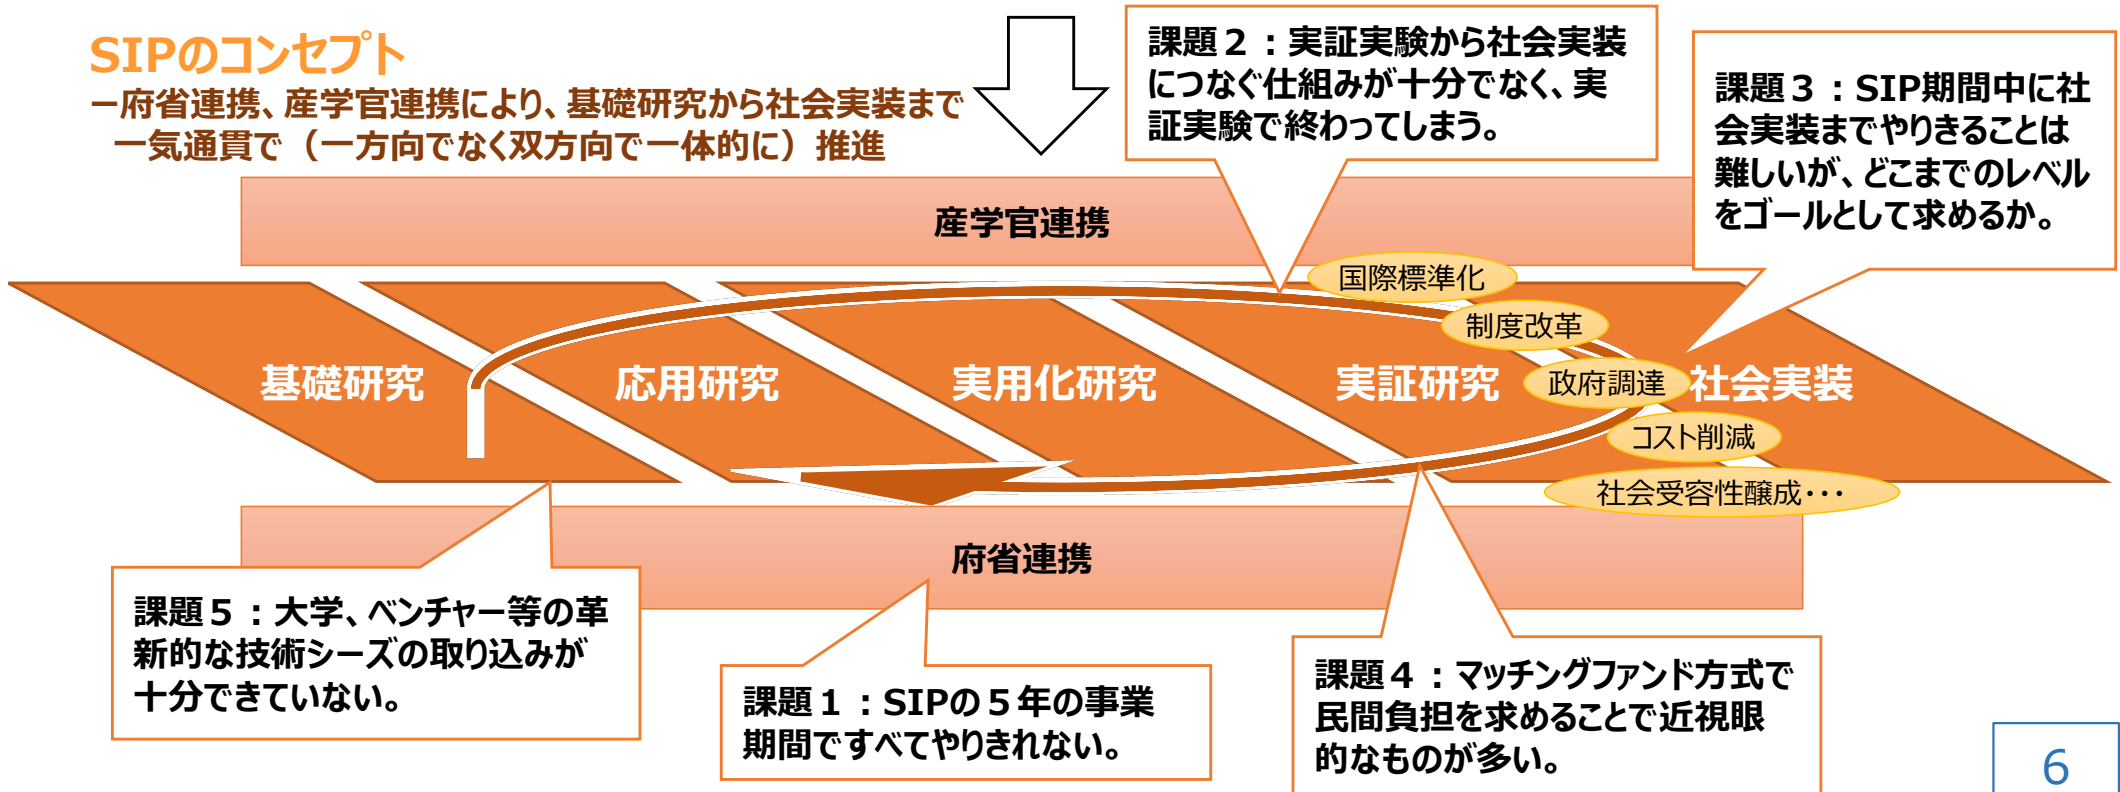 SIPのコンセプト
ー府省連携、産学官連携により、基礎研究から社会実装まで
一気通貫で（一方向でなく双方向で一体的に）推進
課題２：実証実験から社会実装
につなぐ仕組みが十分でなく、実
証実験で終わってしまう。
課題３：SIP期間中に社
会実装までやりきることは
難しいが、どこまでのレベル
をゴールとして求めるか。
産学官連携
国際標準化
制度改革
基礎研究
応用研究
実用化研究
実証研究
政府調達
社会実装
コスト削減
社会受容性醸成・・・
府省連携
課題５：大学、ベンチャー等の革
新的な技術シーズの取り込みが
十分できていない。
課題１：SIPの５年の事業
期間ですべてやりきれない。
課題４：マッチングファンド方式で
民間負担を求めることで近視眼
的なものが多い。
6